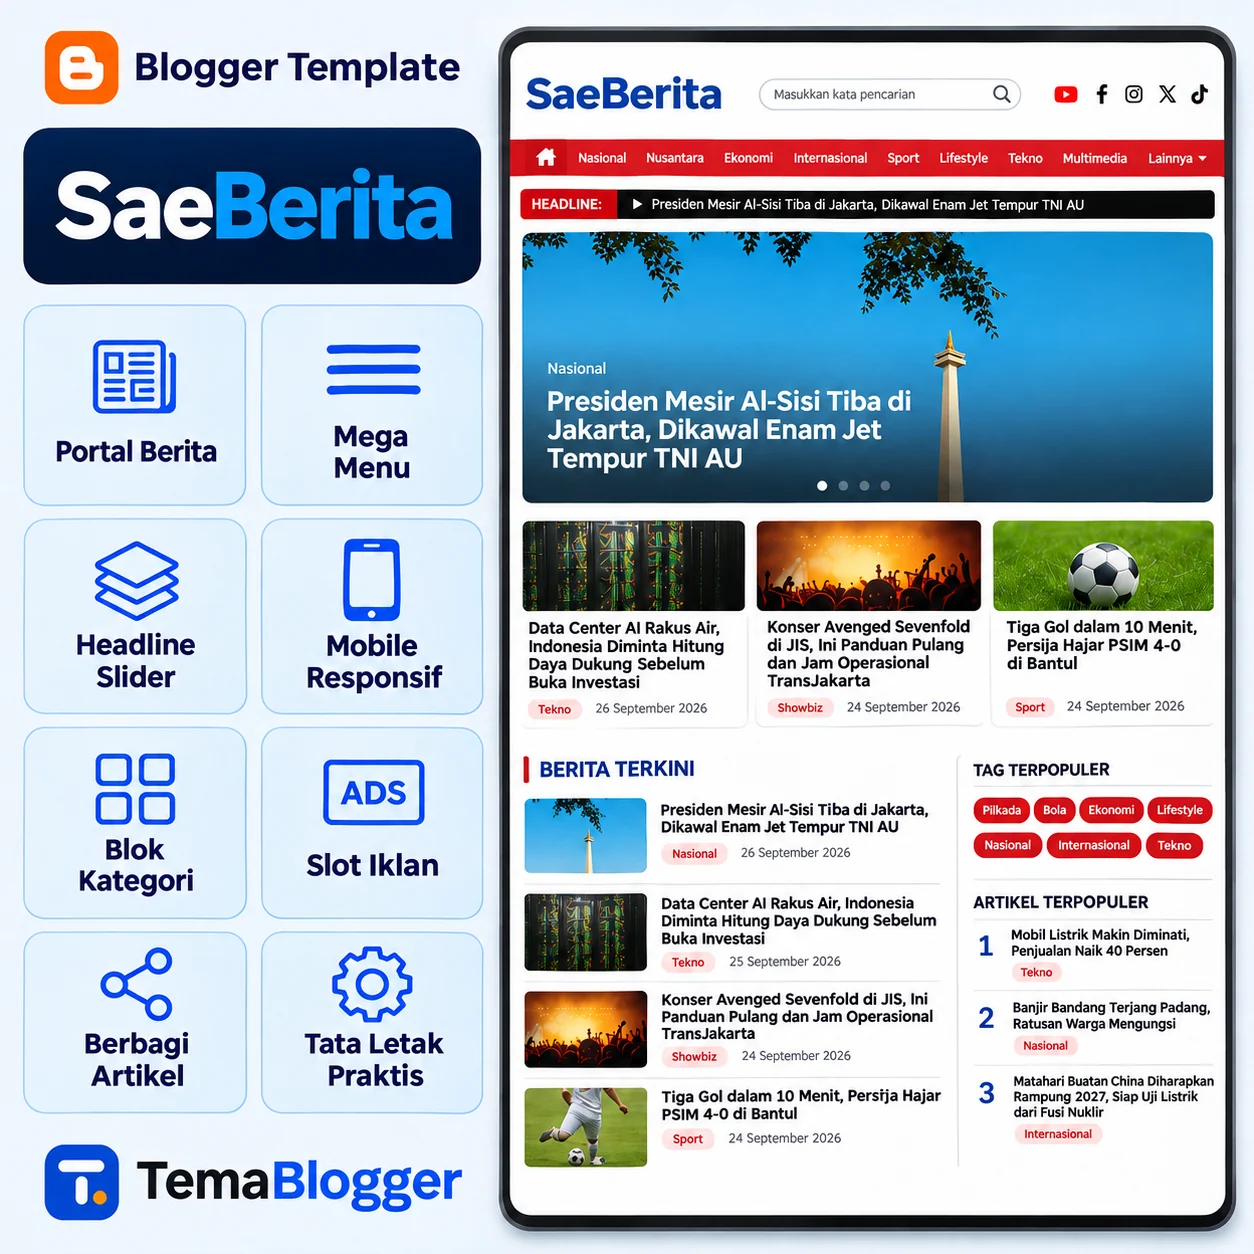 Blogger Template
SaeBerita
Portal Berita
Mega
Menu
Headline
Slider
Mobile
Responsif
Blok
Kategori
ADS
Slot Iklan
Berbagi
Artikel
Tata Letak
Praktis
TemaBlogger
SaeBerita
Masukkan kata pencarian
Nasional Nusantara Ekonomi Internasional Sport Lifestyle Tekno Multimedia Lainnya
HEADLINE: Presiden Mesir Al-Sisi Tiba di Jakarta, Dikawal Enam Jet Tempur TNI AU
Nasional
Presiden Mesir Al-Sisi Tiba di
Jakarta, Dikawal Enam Jet
Tempur TNI AU
Data Center AI Rakus Air,
Indonesia Diminta Hitung
Daya Dukung Sebelum
Buka Investasi
Tekno 26 September 2026
Konser Avenged Sevenfold
di JIS, Ini Panduan Pulang
dan Jam Operasional
TransJakarta
Showbiz 24 September 2026
Tiga Gol dalam 10 Menit,
Persija Hajar PSIM 4-0
di Bantul
Sport 24 September 2026
BERITA TERKINI
Presiden Mesir Al-Sisi Tiba di Jakarta,
Dikawal Enam Jet Tempur TNI AU
Nasional 26 September 2026
Data Center AI Rakus Air, Indonesia
Diminta Hitung Daya Dukung Sebelum
Buka Investasi
Tekno 25 September 2026
Konser Avenged Sevenfold di JIS, Ini
Panduan Pulang dan Jam Operasional
TransJakarta
Showbiz 24 September 2026
Tiga Gol dalam 10 Menit, Persija Hajar
PSIM 4-0 di Bantul
Sport 24 September 2026
TAG TERPOPULER
Pilkada Bola Ekonomi Lifestyle
Nasional Internasional Tekno
ARTIKEL TERPOPULER
1 Mobil Listrik Makin Diminati,
Penjualan Naik 40 Persen
Tekno
2 Banjir Bandang Terjang Padang,
Ratusan Warga Mengungsi
Nasional
3 Matahari Buatan China Diharapkan
Rampung 2027, Siap Uji Listrik
dari Fusi Nuklir
Internasional